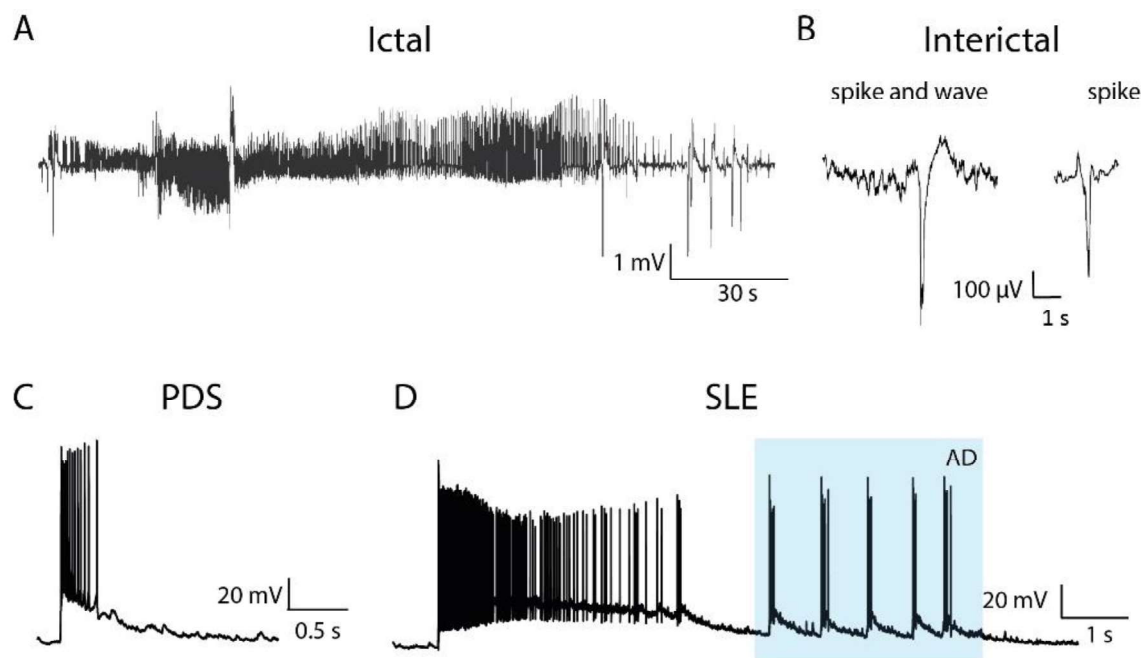 A
Ictal
B
Interictal
spike and wave
spike
1 mV
30 s
100 µV
1 s
C
PDS
D
SLE
AD
20 mV
0.5 s
20 mV
1 s